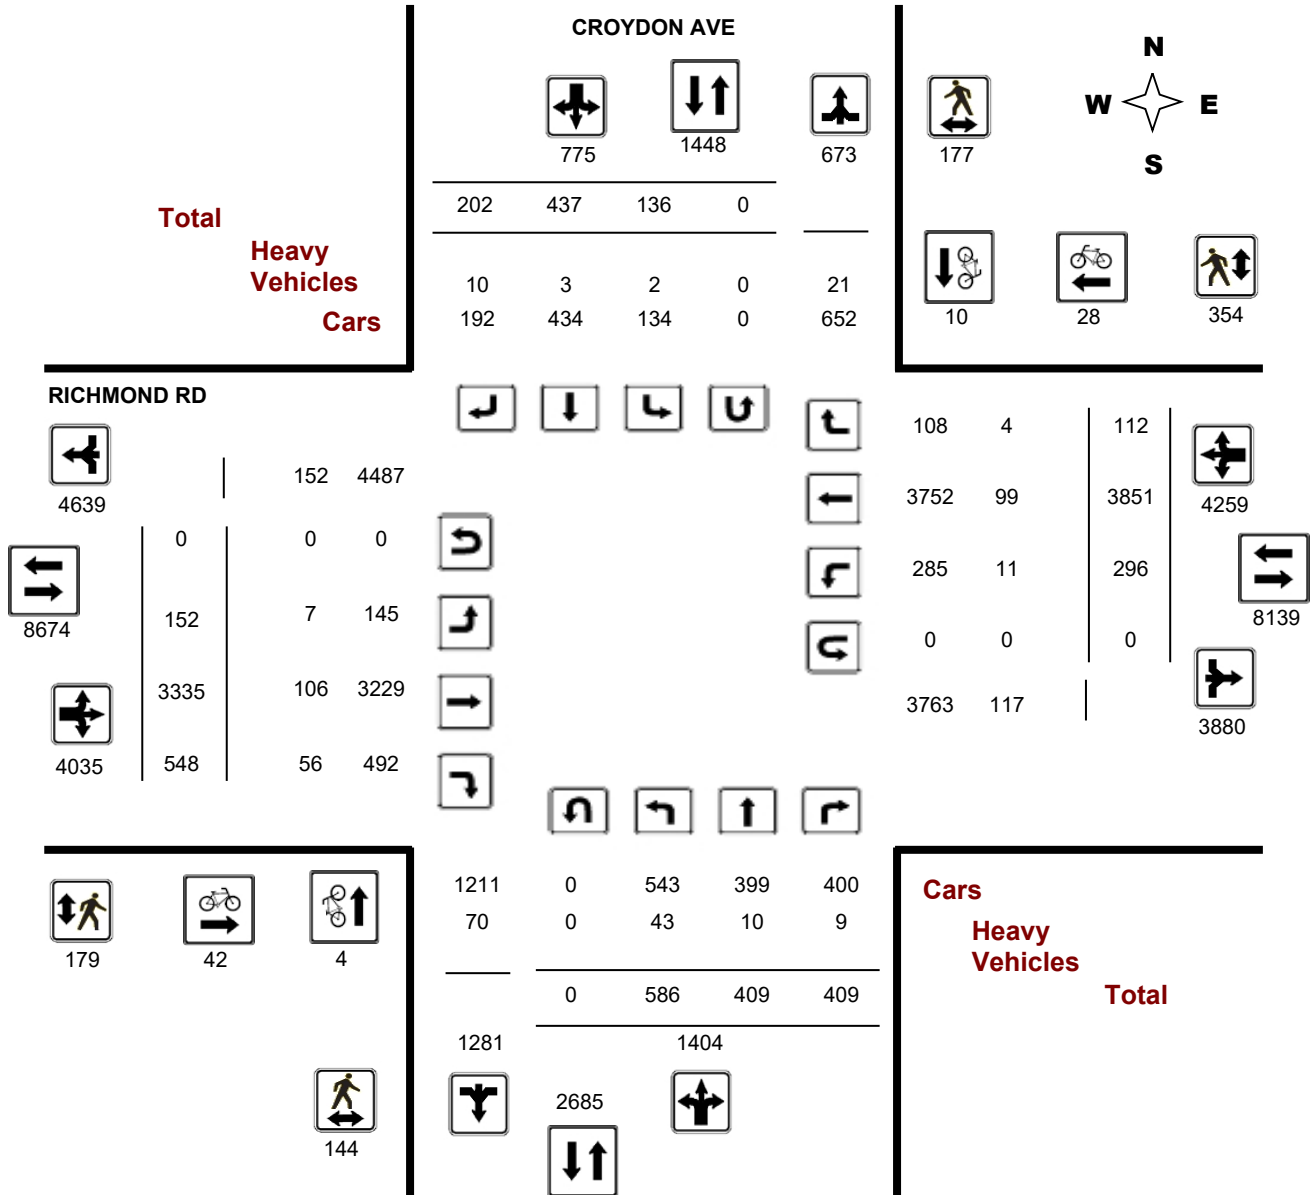 CROYDON AVE
N
W E
S
775 1448 673 177
Total
202 437 136 0
Heavy
Vehicles
10 3 2 0 21
Cars
192 434 134 0 652
10 28 354
RICHMOND RD
4639
152 4487
0 0 0
8674
152 7 145
3335 106 3229
4035
548 56 492
108 4 112
3752 99 3851
4259
285 11 296
8139
0 0 0
3763 117
3880
179 42 4
1211 0 543 399 400
70 0 43 10 9
0 586 409 409
1281 1404
2685
144
Cars
Heavy
Vehicles
Total